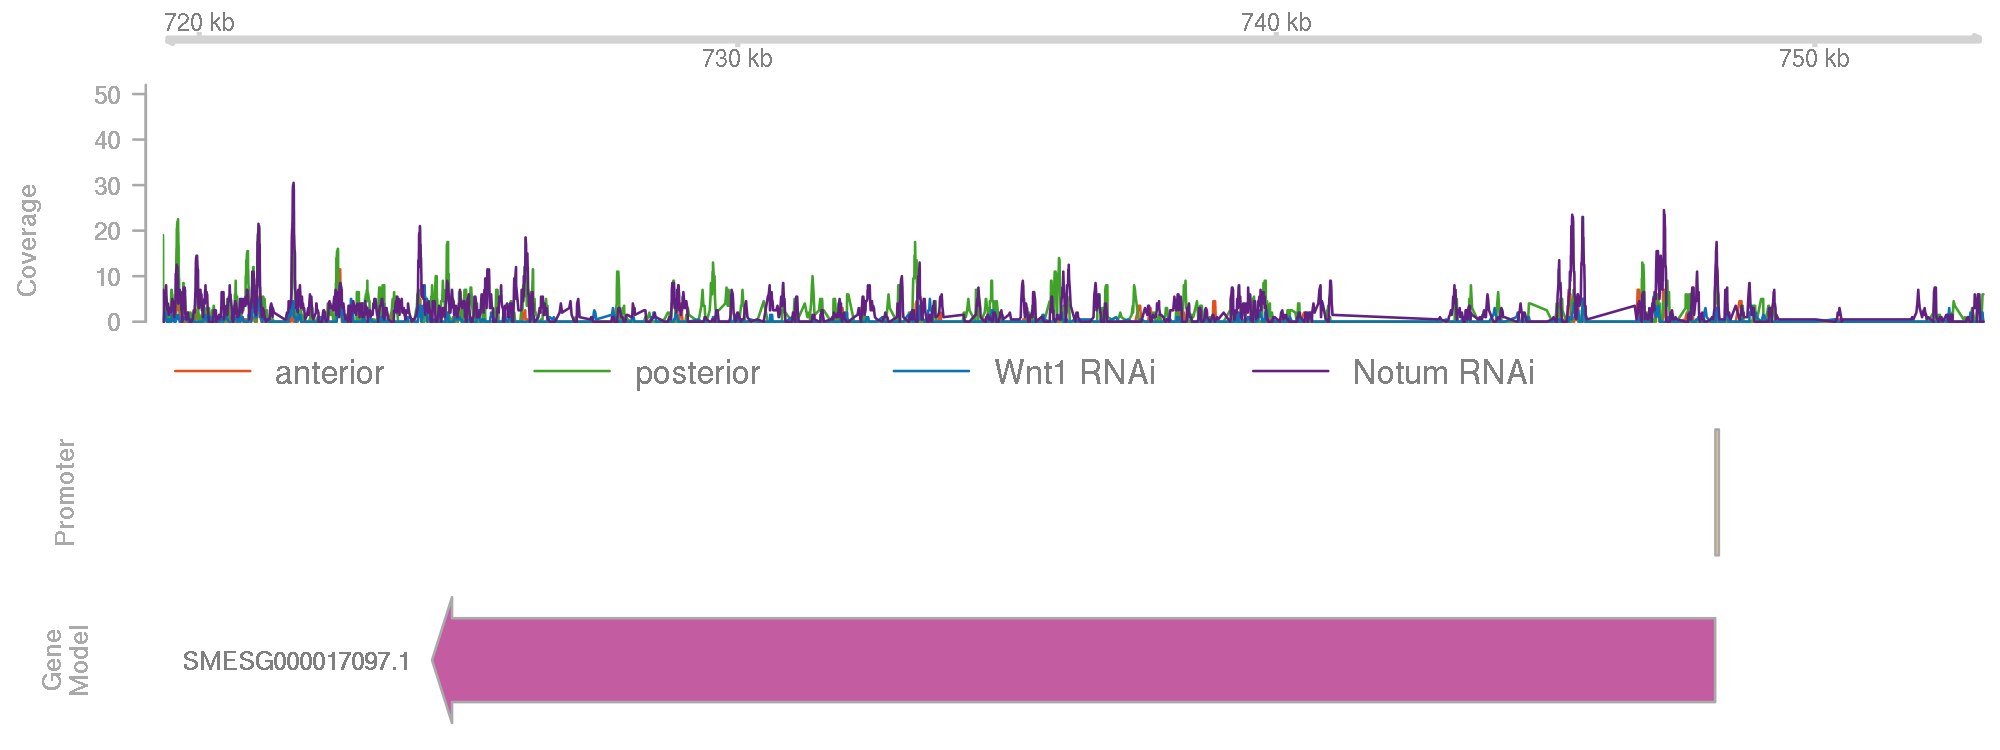 720 kb
740 kb
730 kb
750 kb
50
40
30
20
10
0
Coverage
anterior
posterior
Wnt1 RNAi
Notum RNAi
Promoter
Gene
Model
SMESG000017097.1